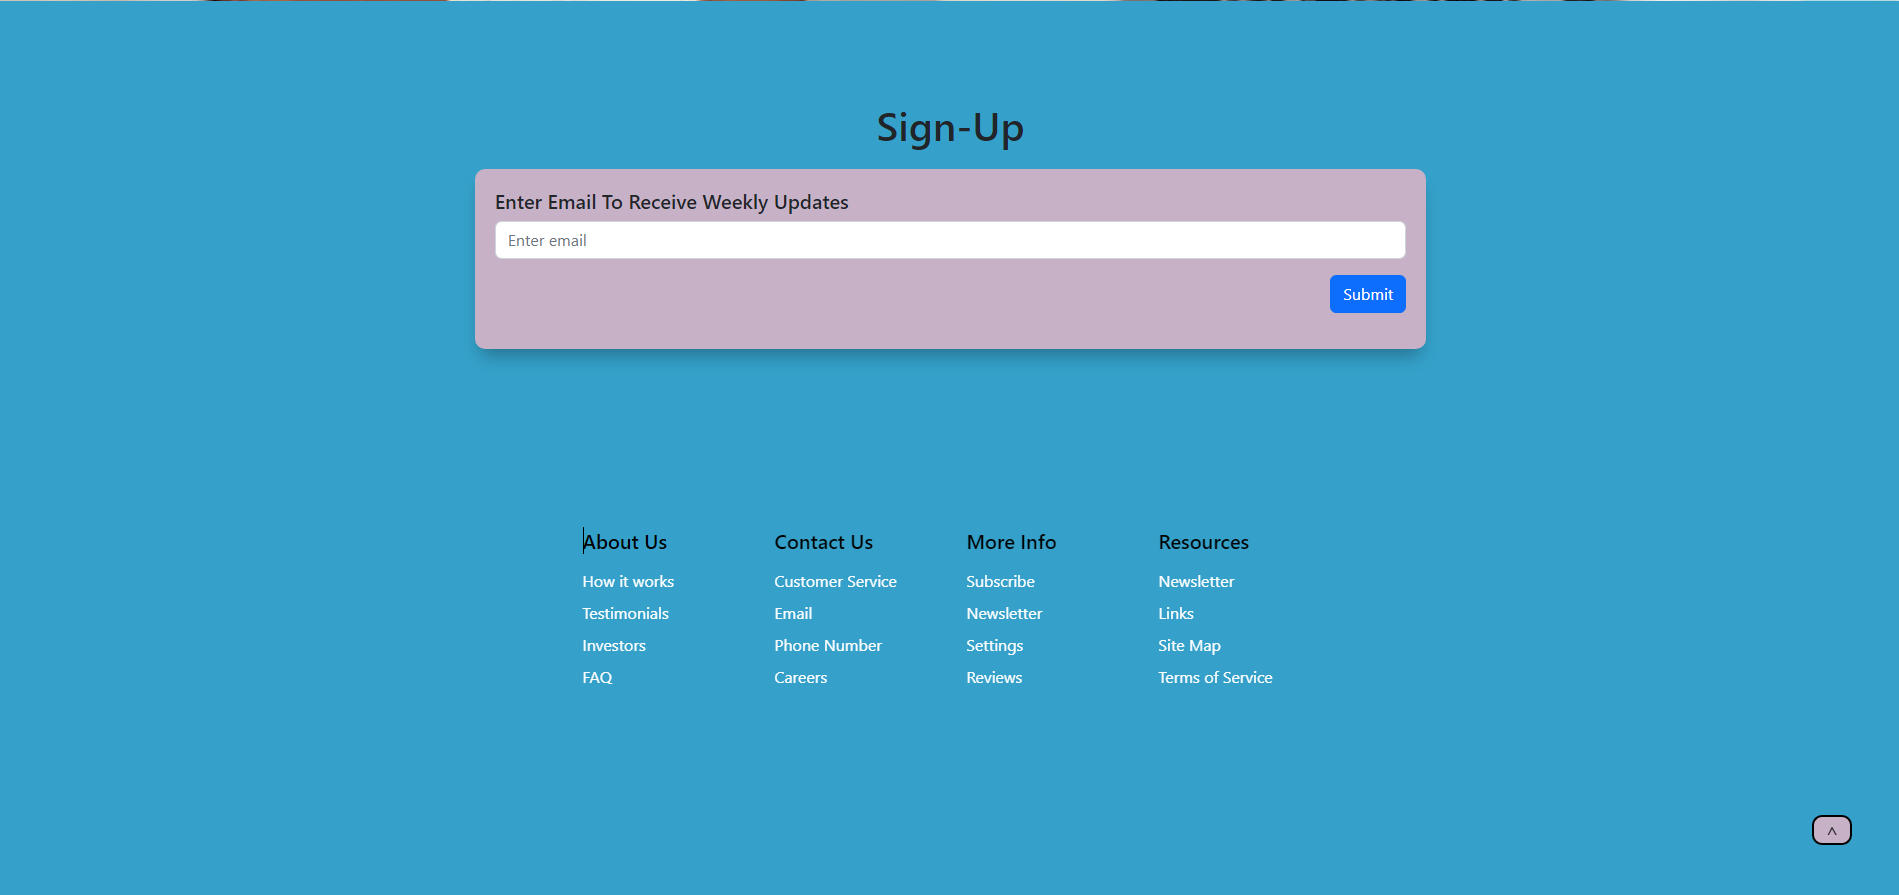 Sign-Up
Enter Email To Receive Weekly Updates
Enter email
Submit
About Us
How it works
Testimonials
Investors
FAQ
Contact Us
Customer Service
Email
Phone Number
Careers
More Info
Subscribe
Newsletter
Settings
Reviews
Resources
Newsletter
Links
Site Map
Terms of Service
^